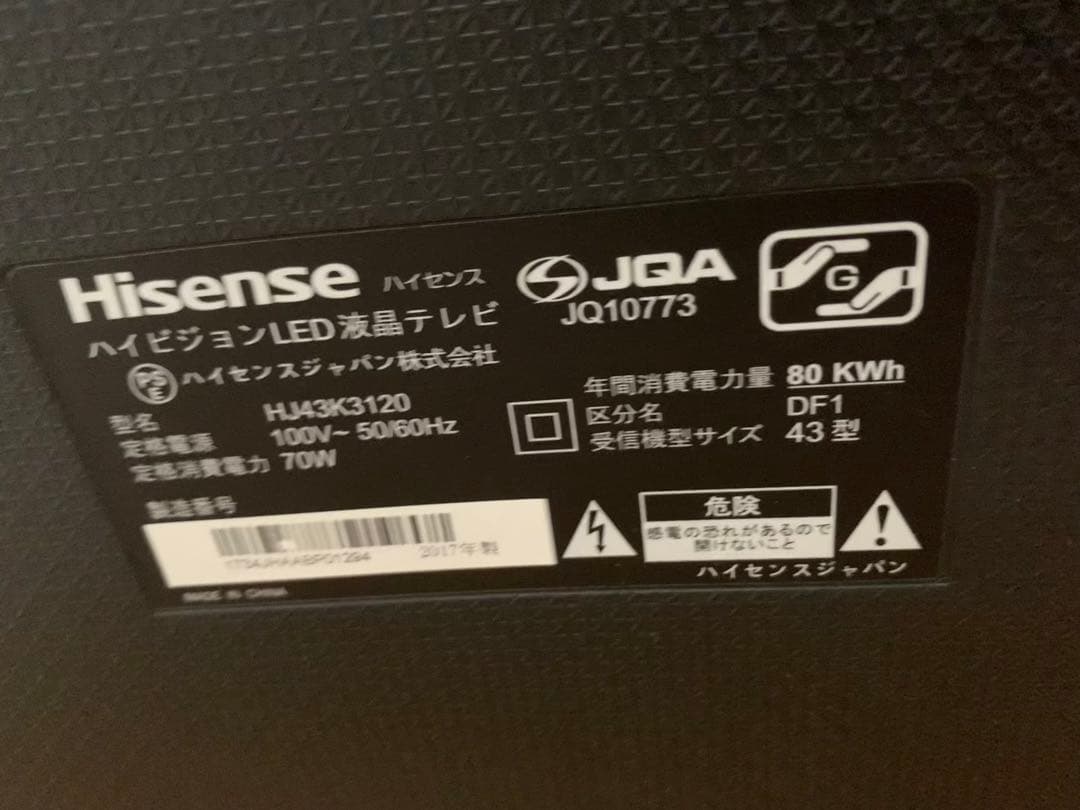 Hisense ハイセンス
ハイビジョンLED液晶テレビ
PSE ハイセンスジャパン株式会社
型名 HJ43K3120
定格電源 100V~ 50/60Hz
定格消費電力 70W
製造番号
2017年製
MADE IN CHINA
JQA
JQ10773
G
年間消費電力量 80 KWh
区分名 DF1
受信機型サイズ 43型
危険
感電の恐れがあるので
開けないこと
ハイセンスジャパン